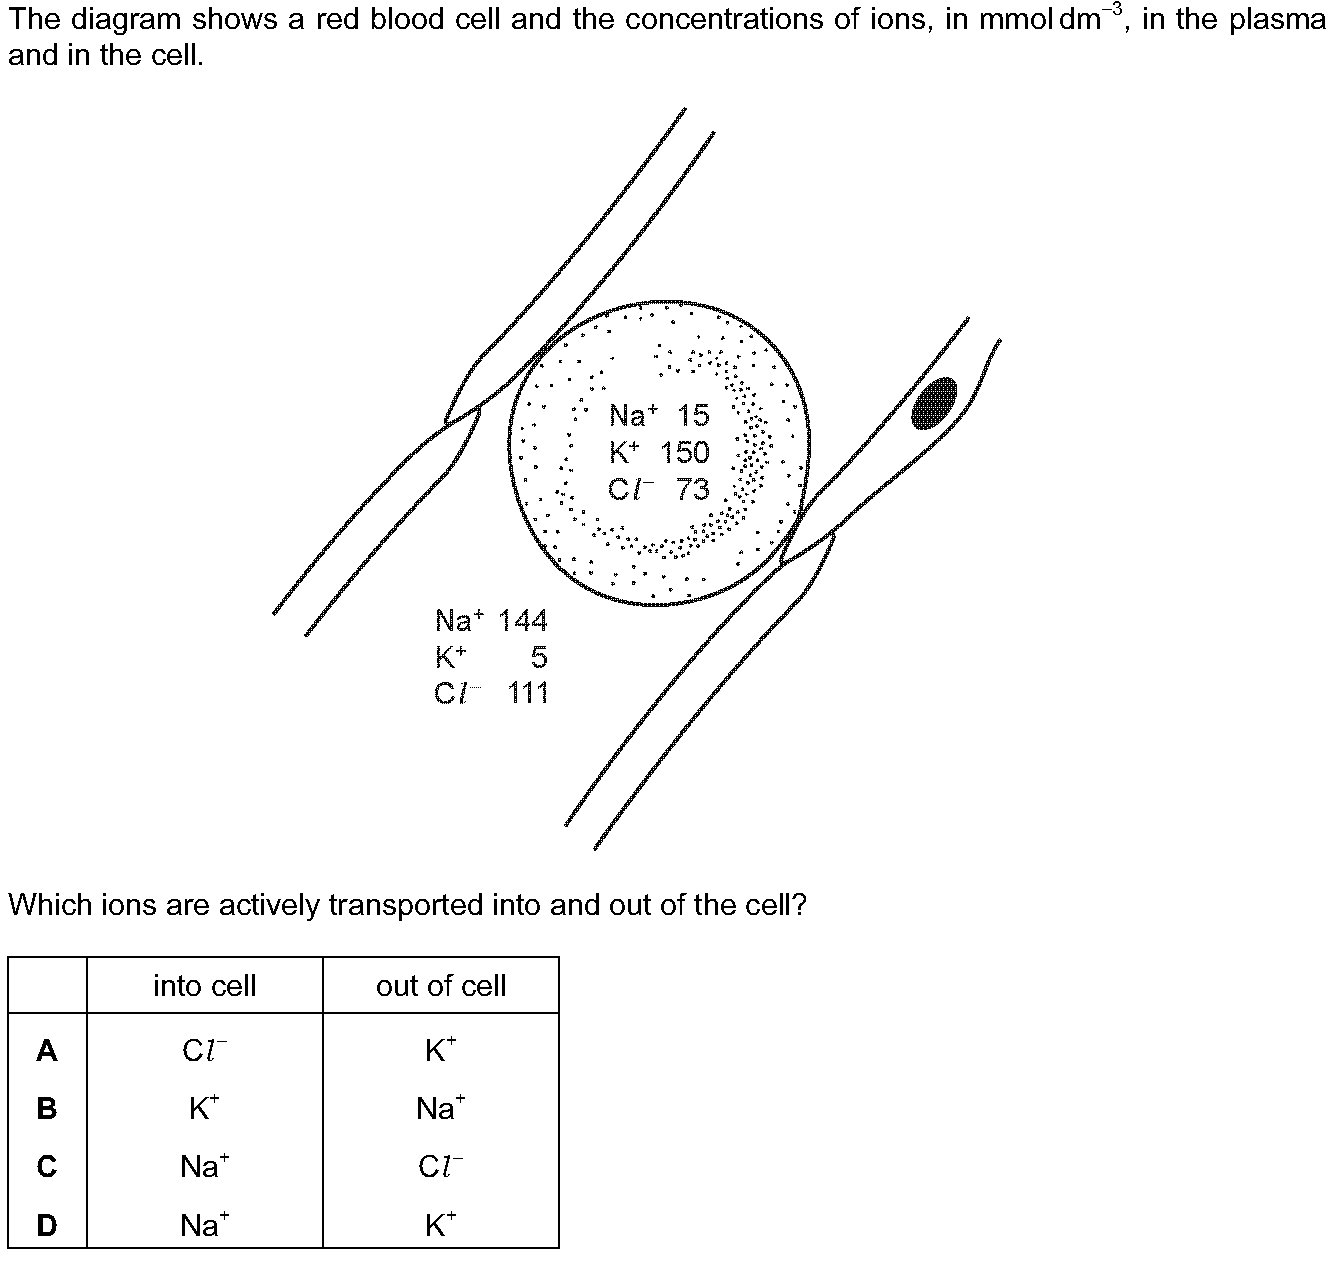 The diagram shows a red blood cell and the concentrations of ions, in mmol dm⁻³, in the plasma
and in the cell.
Na⁺ 15
K⁺ 150
Cl⁻ 73
Na⁺ 144
K⁺ 5
Cl⁻ 111
Which ions are actively transported into and out of the cell?
into cell out of cell
A Cl⁻ K⁺
B K⁺ Na⁺
C Na⁺ Cl⁻
D Na⁺ K⁺